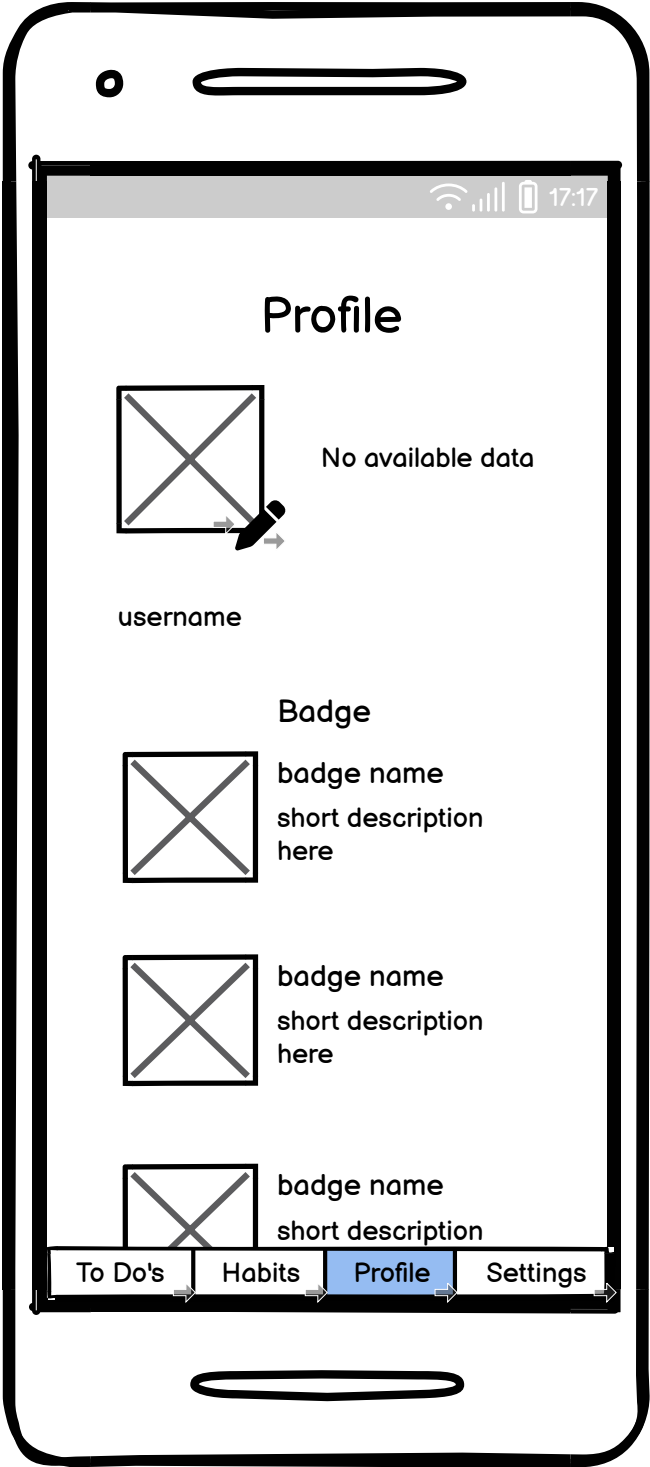 17:17
Profile
No available data
username
Badge
badge name
short description
here
badge name
short description
here
badge name
short description
To Do's Habits Profile Settings